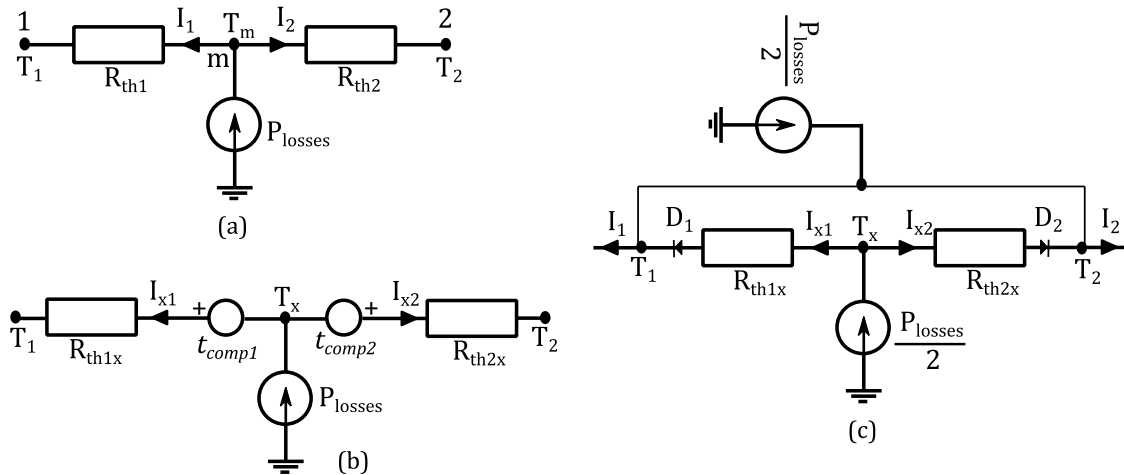 1 I1 Tm I2 2
T1 Rth1 m Rth2 T2
Plosses
(a)
Ix1 + Tx + Ix2
T1 Rth1x tcomp1 tcomp2 Rth2x T2
Plosses
(b)
Plosses
2
I1 D1 Ix1 Tx Ix2 D2 I2
T1 Rth1x Rth2x T2
Plosses
2
(c)